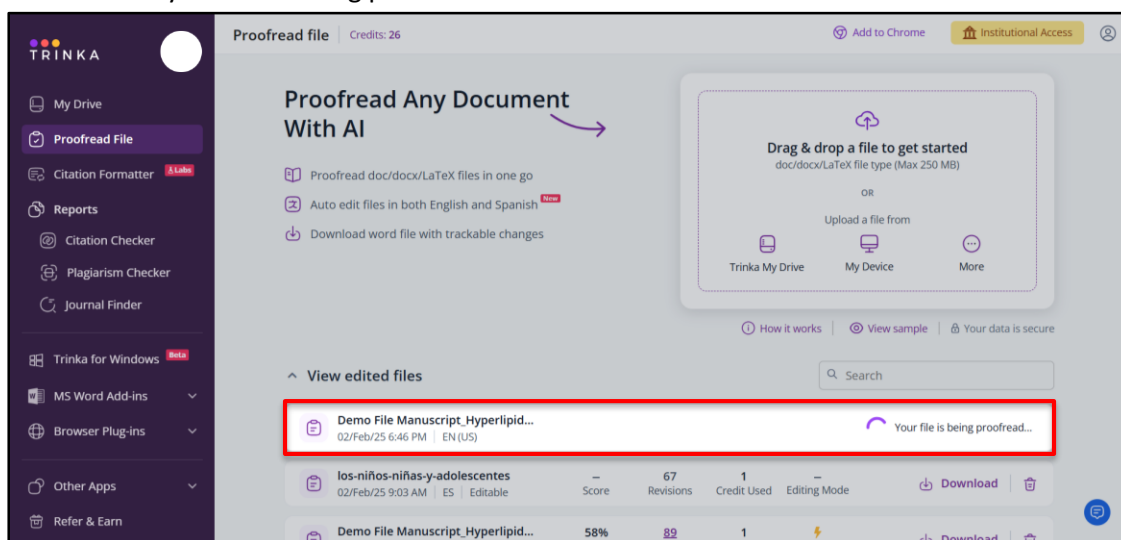 TRINKA
My Drive
Proofread File
Citation Formatter Labs
Reports
Citation Checker
Plagiarism Checker
Journal Finder
Trinka for Windows Beta
MS Word Add-ins
Browser Plug-ins
Other Apps
Refer & Earn
Proofread file Credits: 26
Add to Chrome
Institutional Access
Proofread Any Document
With AI
Proofread doc/docx/LaTeX files in one go
Auto edit files in both English and Spanish New
Download word file with trackable changes
Drag & drop a file to get started
doc/docx/LaTeX file type (Max 250 MB)
OR
Upload a file from
Trinka My Drive My Device More
How it works View sample Your data is secure
View edited files
Search
Demo File Manuscript_Hyperlipid...
02/Feb/25 6:46 PM EN (US)
Your file is being proofread...
los-niños-niñas-y-adolescentes
02/Feb/25 9:03 AM ES Editable
– 67 1 –
Score Revisions Credit Used Editing Mode
Download
Demo File Manuscript_Hyperlipid...
58% 89 1
Download